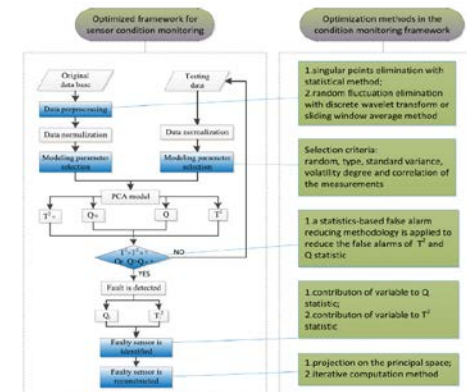 Optimized framework for
sensor condition monitoring
Optimization methods in the
condition monitoring framework
Original
data base
Testing
data
Data preprocessing
Data normalization
Data normalization
Modeling parameter
selection
Modeling parameter
selection
PCA model
Q
T²
NO
YES
Fault is detected
Faulty sensor is
identified
Faulty sensor is
reconstructed
1.singular points elimination with
statistical method;
2.random fluctuation elimination
with discrete wavelet transform or
sliding window average method
Selection criteria:
random, type, standard variance,
volatility degree and correlation of
the measurements
1.a statistics-based false alarm
reducing methodology is applied to
reduce the false alarms of T² and
Q statistic
1.contributon of variable to Q
statistic;
2.contributon of variable to T²
statistic
1.projection on the principal space;
2.iterative computation method